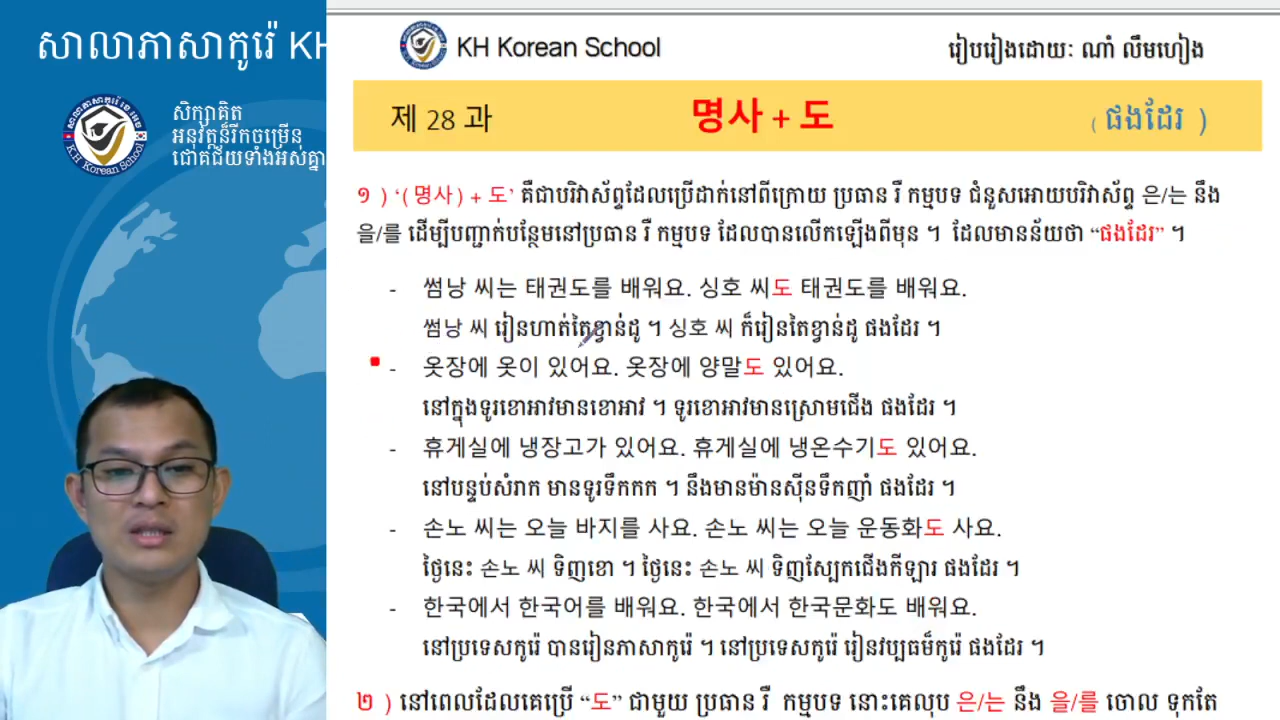 សាលាភាសាកូរ៉េ KH
សិក្សាគិត
អនុវត្តន៍រីកចម្រើន
ជោគជ័យទាំងអស់គ្នា
KH Korean School
រៀបរៀងដោយ: ណាំ លឹមហៀង
제 28 과 명사 + 도 ( ផងដែរ )
១ ) ‘(명사) + 도’ គឺជាបរិវាស័ព្ទដែលប្រើដាក់នៅពីក្រោយ ប្រធាន រឺ កម្មបទ ជំនួសអោយបរិវាស័ព្ទ 은/는 នឹង
을/를 ដើម្បីបញ្ជាក់បន្ថែមនៅប្រធាន រឺ កម្មបទ ដែលបានលើកឡើងពីមុន ។ ដែលមានន័យថា “ផងដែរ” ។
- 썸낭 씨는 태권도를 배워요. 싱호 씨도 태권도를 배워요.
썸낭 씨 រៀនហាត់តៃខ្វាន់ដូ ។ 싱호 씨 ក៏រៀនតៃខ្វាន់ដូ ផងដែរ ។
- 옷장에 옷이 있어요. 옷장에 양말도 있어요.
នៅក្នុងទូរខោអាវមានខោអាវ ។ ទូរខោអាវមានស្រោមជើង ផងដែរ ។
- 휴게실에 냉장고가 있어요. 휴게실에 냉온수기도 있어요.
នៅបន្ទប់សំរាក មានទូរទឹកកក ។ នឹងមានម៉ាន់ស៊ីនទឹកញាំ ផងដែរ ។
- 손노 씨는 오늘 바지를 사요. 손노 씨는 오늘 운동화도 사요.
ថ្ងៃនេះ 손노 씨 ទិញខោ ។ ថ្ងៃនេះ 손노 씨 ទិញស្បែកជើងកីឡារ ផងដែរ ។
- 한국에서 한국어를 배워요. 한국에서 한국문화도 배워요.
នៅប្រទេសកូរ៉េ បានរៀនភាសាកូរ៉េ ។ នៅប្រទេសកូរ៉េ រៀនវប្បធម៏កូរ៉េ ផងដែរ ។
២ ) នៅពេលដែលគេប្រើ “도” ជាមួយ ប្រធាន រឺ កម្មបទ នោះគេលុប 은/는 នឹង 을/를 ចោល ទុកតែ